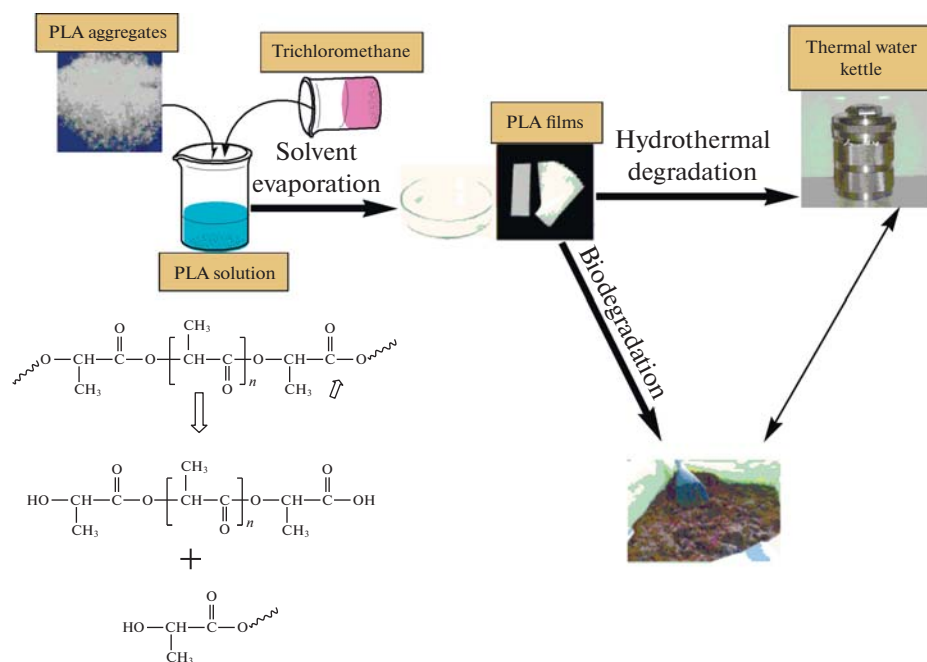 PLA aggregates
Trichloromethane
Thermal water
kettle
PLA films
Solvent
evaporation
Hydrothermal
degradation
PLA solution
Biodegradation
O CH3 O
O—CH—C—O—CH—C—O—CH—C—O
CH3 O n CH3
O CH3 O
HO—CH—C—O—CH—C—O—CH—C—OH
CH3 O n CH3
+
O
HO—CH—C—O
CH3